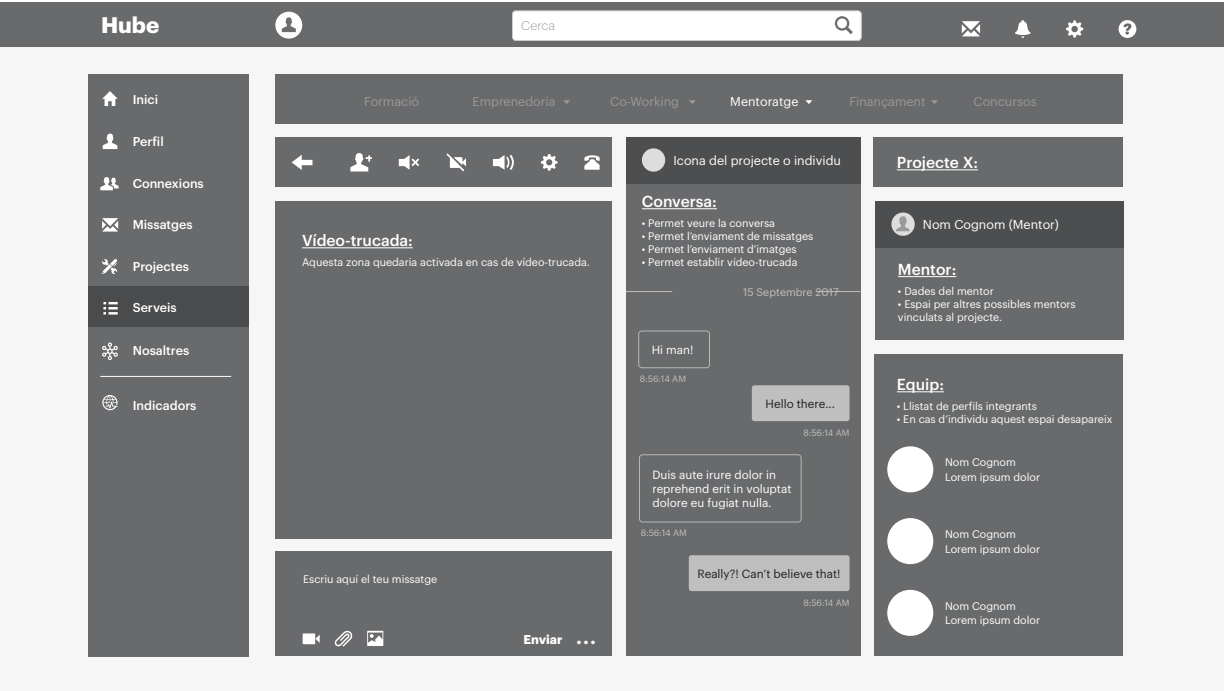 Hube
Cerca
Inici
Perfil
Connexions
Missatges
Projectes
Serveis
Nosaltres
Indicadors
Formació
Emprenedoria
Co-Working
Mentoratge
Finançament
Concursos
Vídeo-trucada:
Aquesta zona quedaria activada en cas de vídeo-trucada.
Escriu aquí el teu missatge
Enviar ...
Icona del projecte o individu
Conversa:
• Permet veure la conversa
• Permet l'enviament de missatges
• Permet l'enviament d'imatges
• Permet establir vídeo-trucada
15 Septembre 2017
Hi man!
8:56:14 AM
Hello there...
8:56:14 AM
Duis aute irure dolor in
reprehend erit in voluptat
dolore eu fugiat nulla.
8:56:14 AM
Really?! Can't believe that!
8:56:14 AM
Projecte X:
Nom Cognom (Mentor)
Mentor:
• Dades del mentor
• Espai per altres possibles mentors
vinculats al projecte.
Equip:
• Llistat de perfils integrants
• En cas d'individu aquest espai desapareix
Nom Cognom
Lorem ipsum dolor
Nom Cognom
Lorem ipsum dolor
Nom Cognom
Lorem ipsum dolor